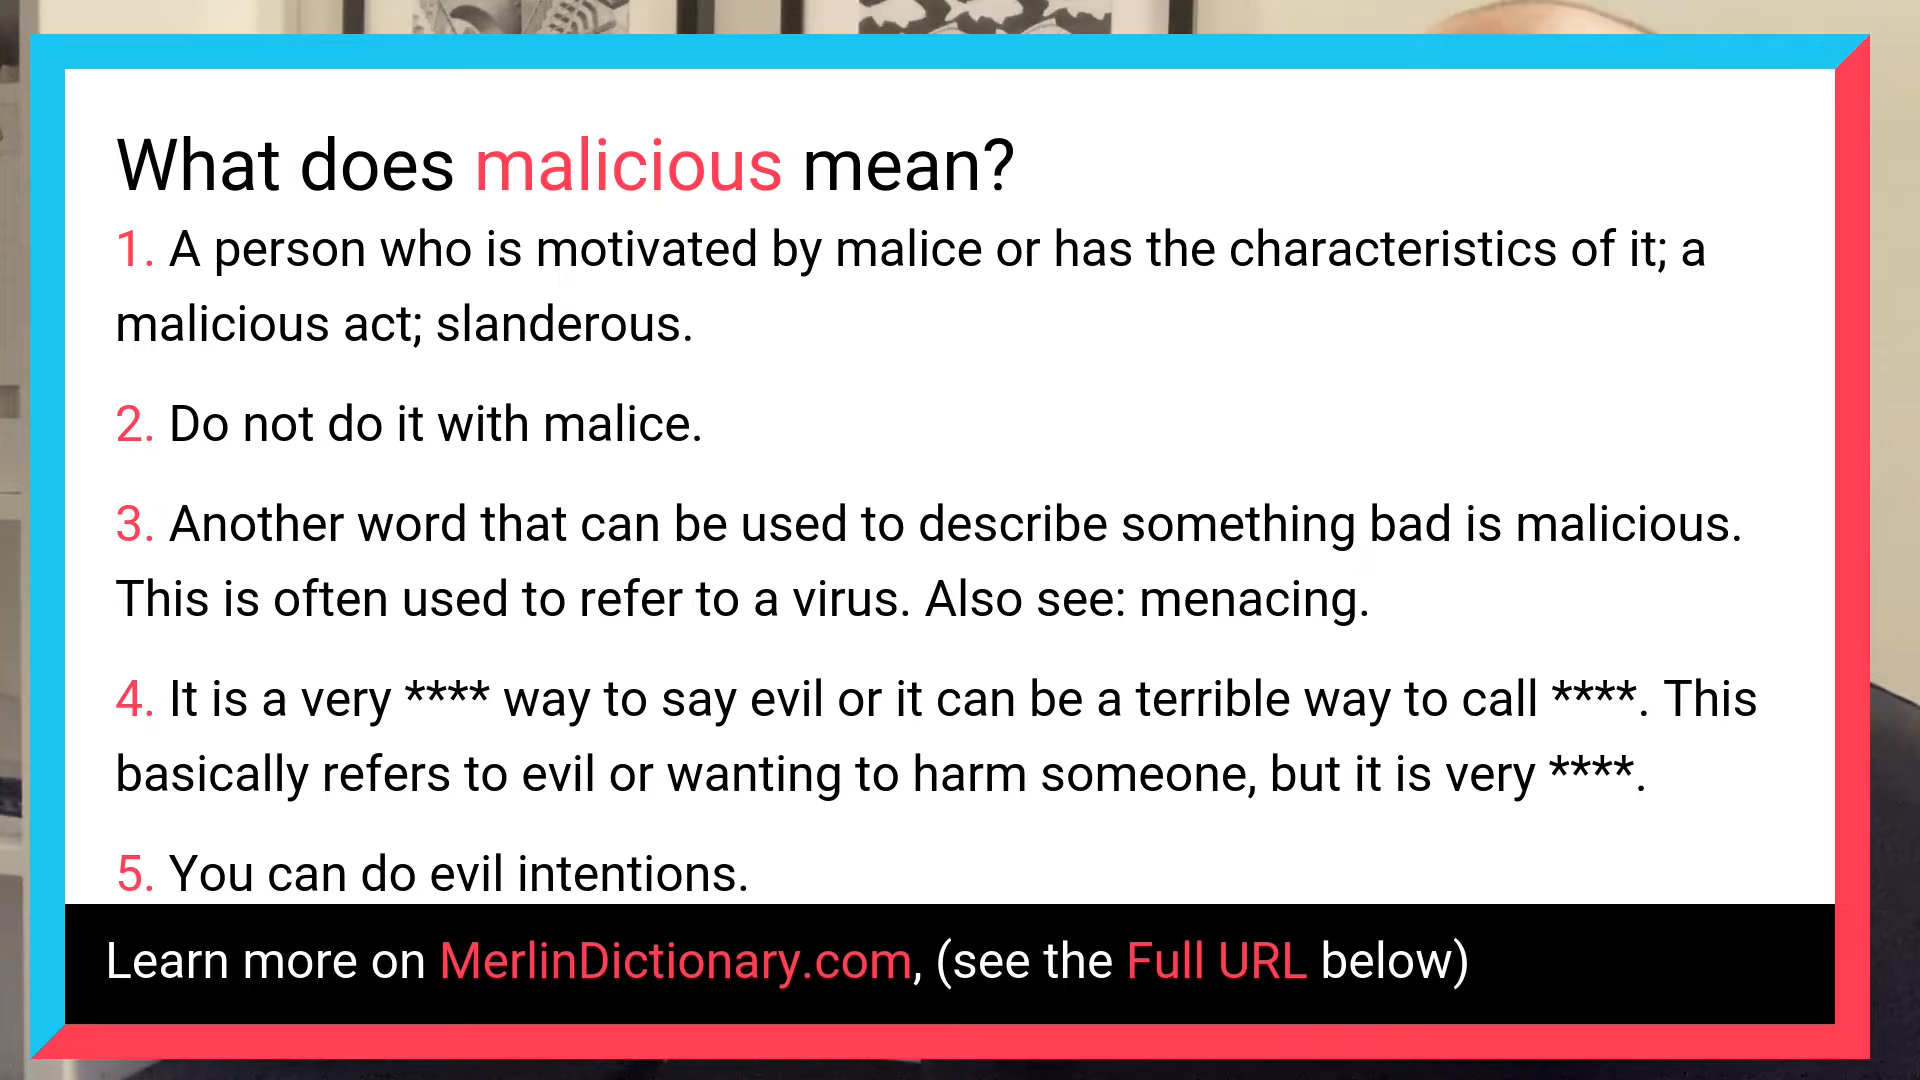 What does malicious mean?
1. A person who is motivated by malice or has the characteristics of it; a
malicious act; slanderous.
2. Do not do it with malice.
3. Another word that can be used to describe something bad is malicious.
This is often used to refer to a virus. Also see: menacing.
4. It is a very **** way to say evil or it can be a terrible way to call ****. This
basically refers to evil or wanting to harm someone, but it is very ****.
5. You can do evil intentions.
Learn more on MerlinDictionary.com, (see the Full URL below)